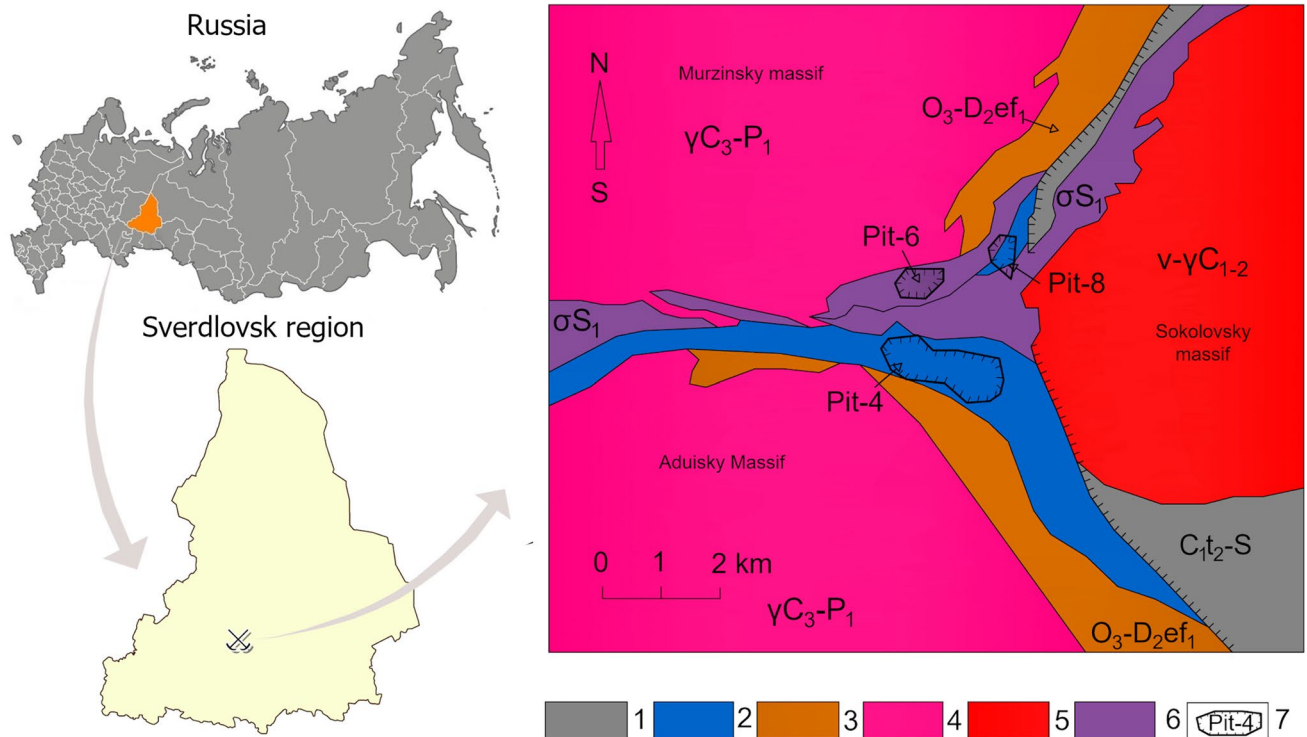 Russia
Sverdlovsk region
Murzinsky massif
N
S
γC₃-P₁
O₃-D₂ef₁
σS₁
Pit-6
Pit-8
ν-γC₁₋₂
Sokolovsky
massif
σS₁
Pit-4
Aduisky Massif
0 1 2 km
γC₃-P₁
C₁t₂-S
O₃-D₂ef₁
1 2 3 4 5 6 Pit-4 7